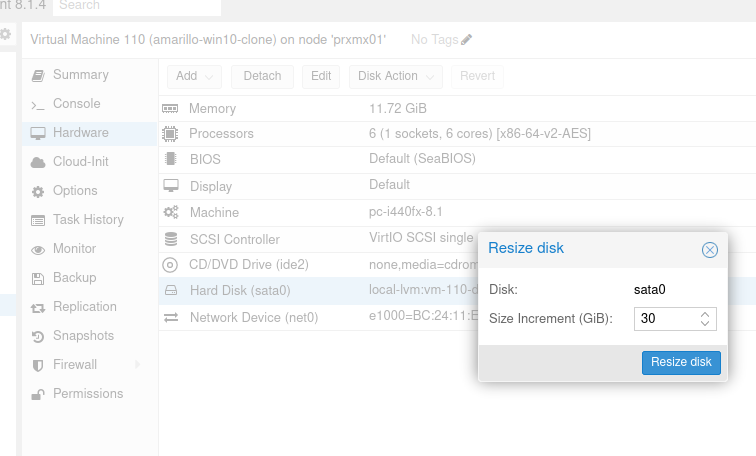 nt 8.1.4 Search
Virtual Machine 110 (amarillo-win10-clone) on node 'prxmx01' No Tags
Summary
Console
Hardware
Cloud-Init
Options
Task History
Monitor
Backup
Replication
Snapshots
Firewall
Permissions
Add Detach Edit Disk Action Revert
Memory 11.72 GiB
Processors 6 (1 sockets, 6 cores) [x86-64-v2-AES]
BIOS Default (SeaBIOS)
Display Default
Machine pc-i440fx-8.1
SCSI Controller VirtIO SCSI single
CD/DVD Drive (ide2) none,media=cdrom
Hard Disk (sata0) local-lvm:vm-110-d
Network Device (net0) e1000=BC:24:11:E
Resize disk
Disk: sata0
Size Increment (GiB): 30
Resize disk